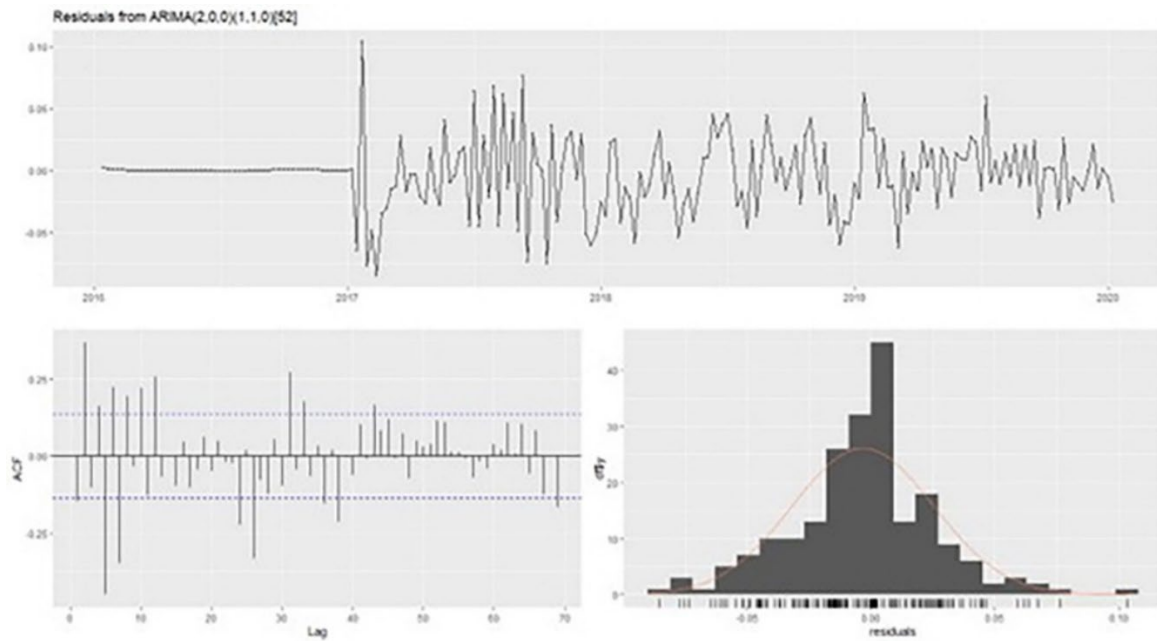 Residuals from ARIMA(2,0,0)(1,1,0)[52]
0.10
0.05
0.00
-0.05
2016 2017 2018 2019 2020
0.25
0.00
-0.25
ACF
0 10 20 30 40 50 60 70
Lag
40
30
20
10
0
df$y
-0.05 0.00 0.05 0.10
residuals